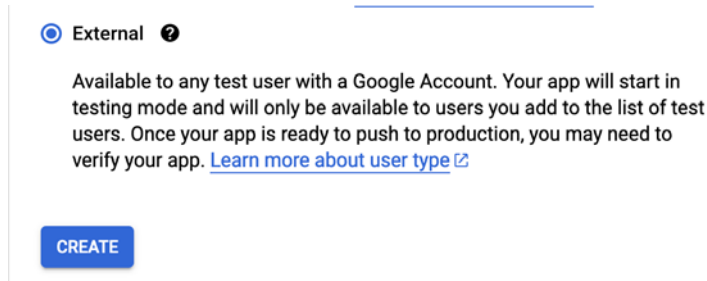 External ?
Available to any test user with a Google Account. Your app will start in
testing mode and will only be available to users you add to the list of test
users. Once your app is ready to push to production, you may need to
verify your app. Learn more about user type
CREATE